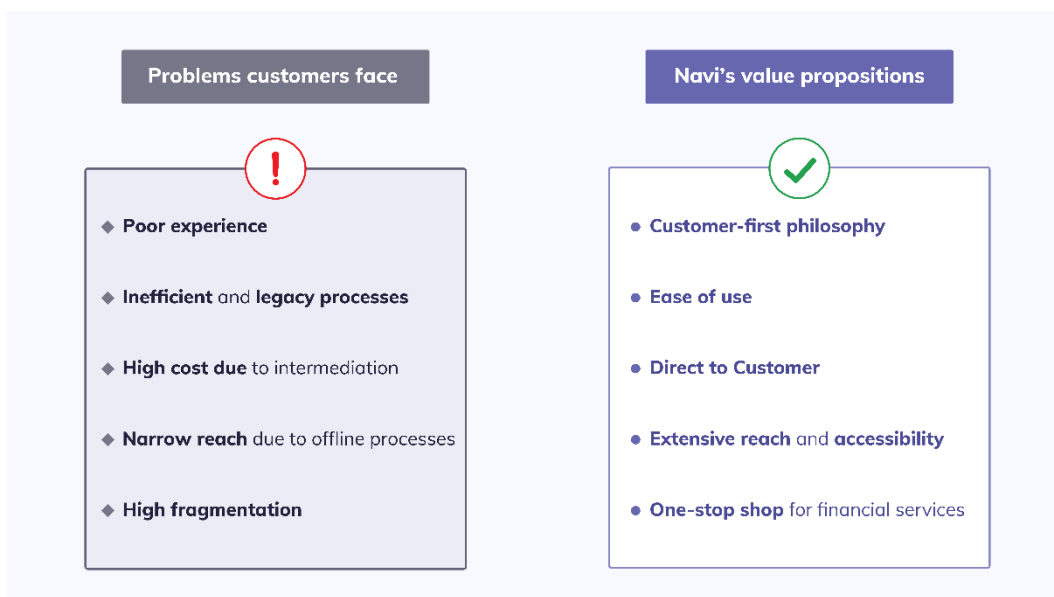 Problems customers face
Poor experience
Inefficient and legacy processes
High cost due to intermediation
Narrow reach due to offline processes
High fragmentation
Navi’s value propositions
Customer-first philosophy
Ease of use
Direct to Customer
Extensive reach and accessibility
One-stop shop for financial services